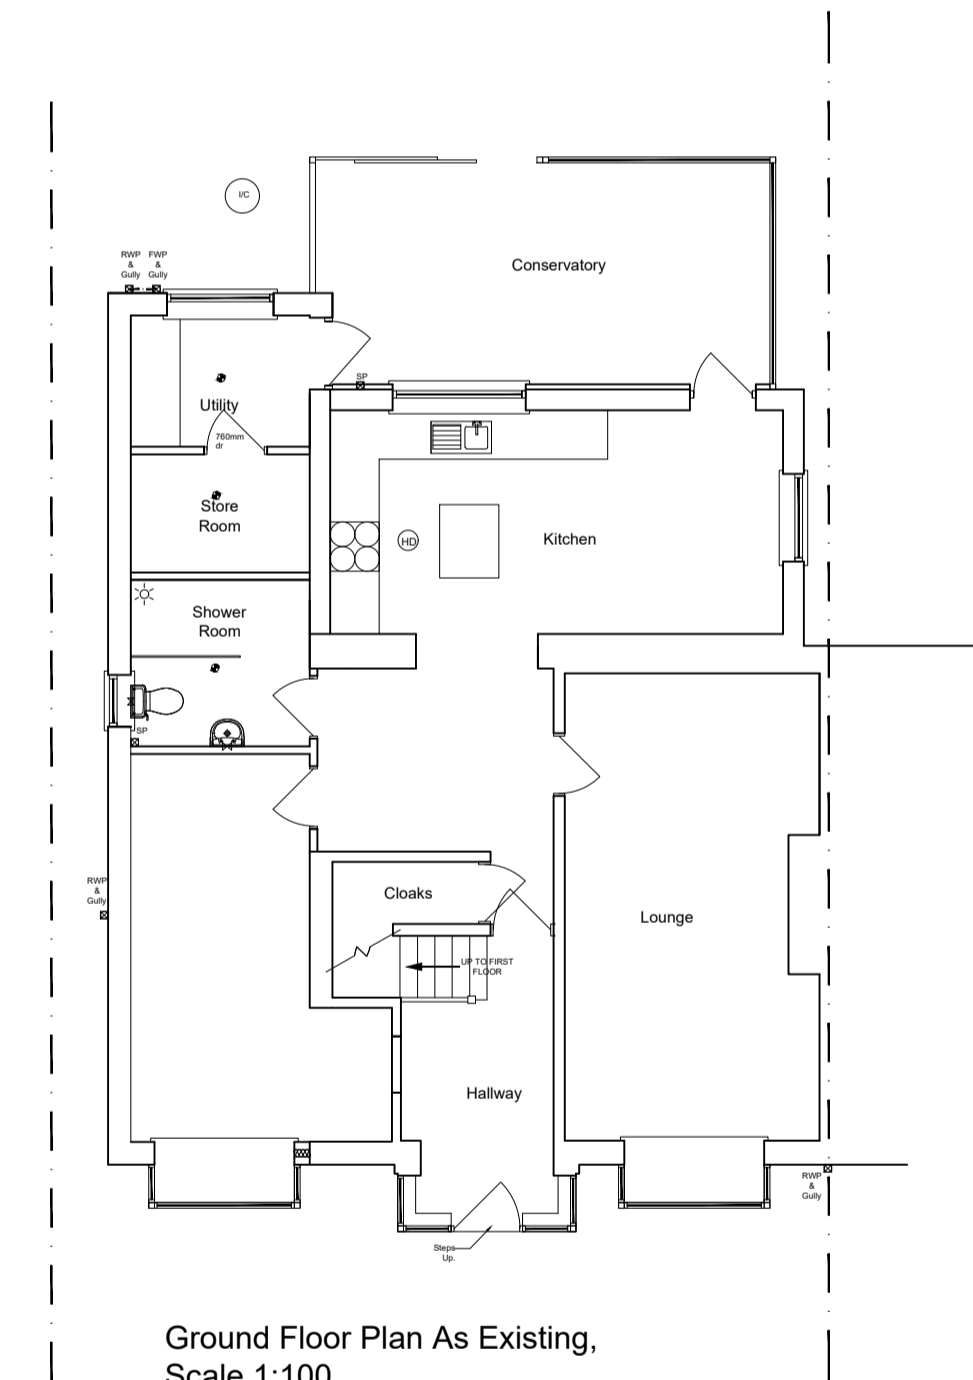 I/C
RWP
&
Gully
FWP
&
Gully
Conservatory
SP
Utility
760mm
dr
Store
Room
HD
Kitchen
Shower
Room
SP
RWP
&
Gully
Cloaks
Lounge
UP TO FIRST
FLOOR
Hallway
RWP
&
Gully
Steps
Up.
Ground Floor Plan As Existing,
Scale 1:100